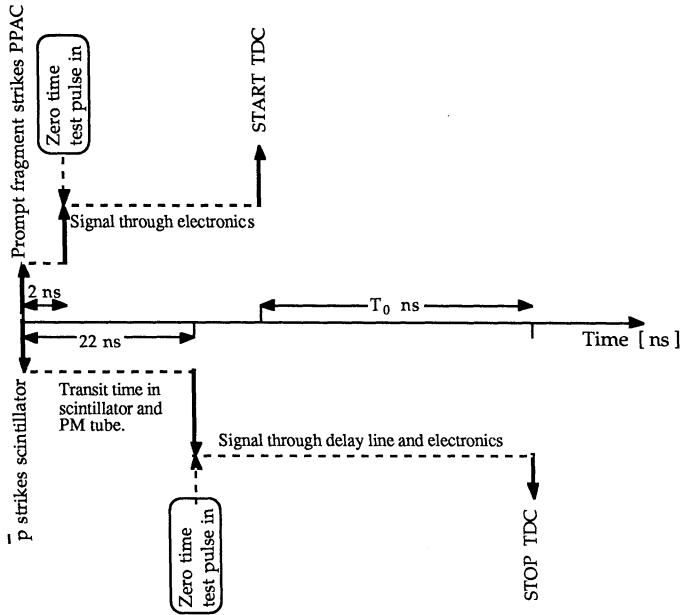 Prompt fragment strikes PPAC
Zero time
test pulse in
START TDC
Signal through electronics
2 ns
T₀ ns
22 ns
Time [ ns ]
p̄ strikes scintillator
Transit time in
scintillator and
PM tube.
Signal through delay line and electronics
Zero time
test pulse in
STOP TDC